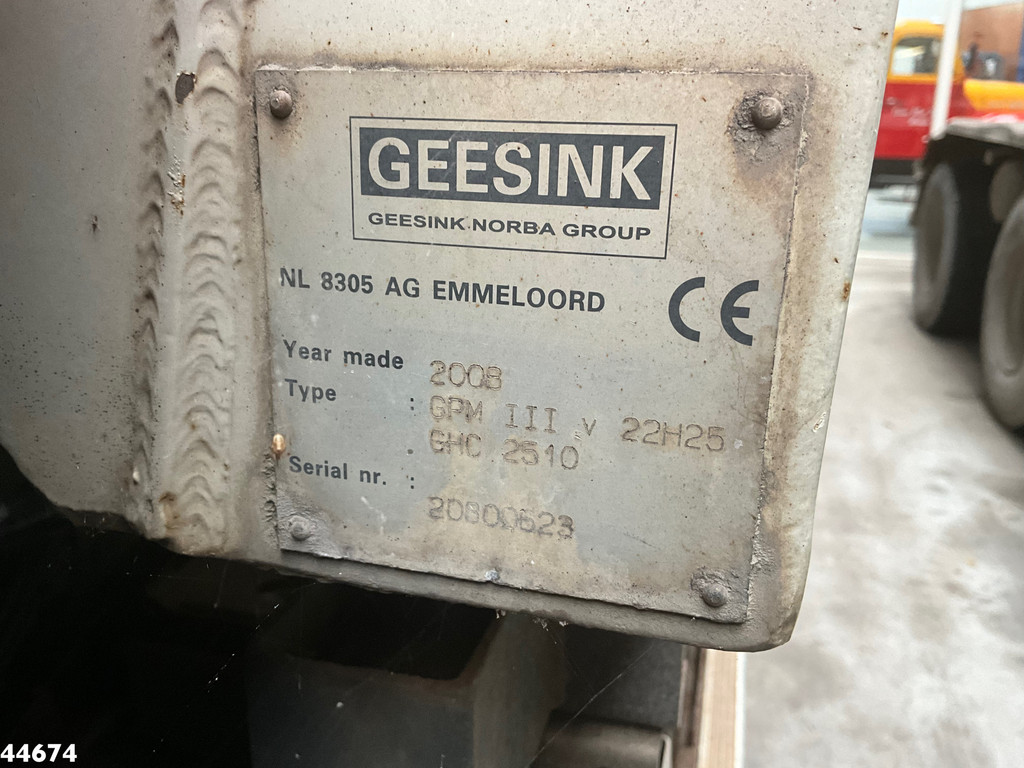 GEESINK
GEESINK NORBA GROUP
NL 8305 AG EMMELOORD
CE
Year made 2008
Type : GPM III v 22H25
. GHC 2510
Serial nr. :
44674